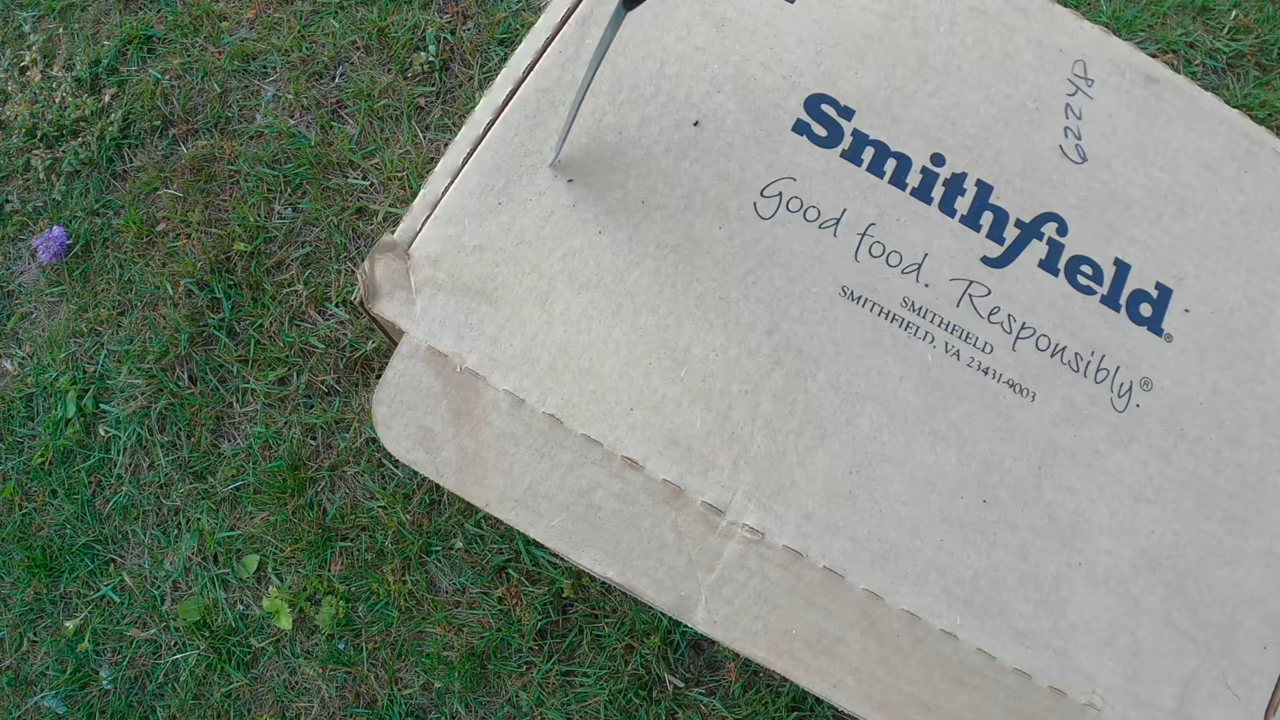 Smithfield®
Good food. Responsibly.®
SMITHFIELD
SMITHFIELD, VA 23431-9003
62248